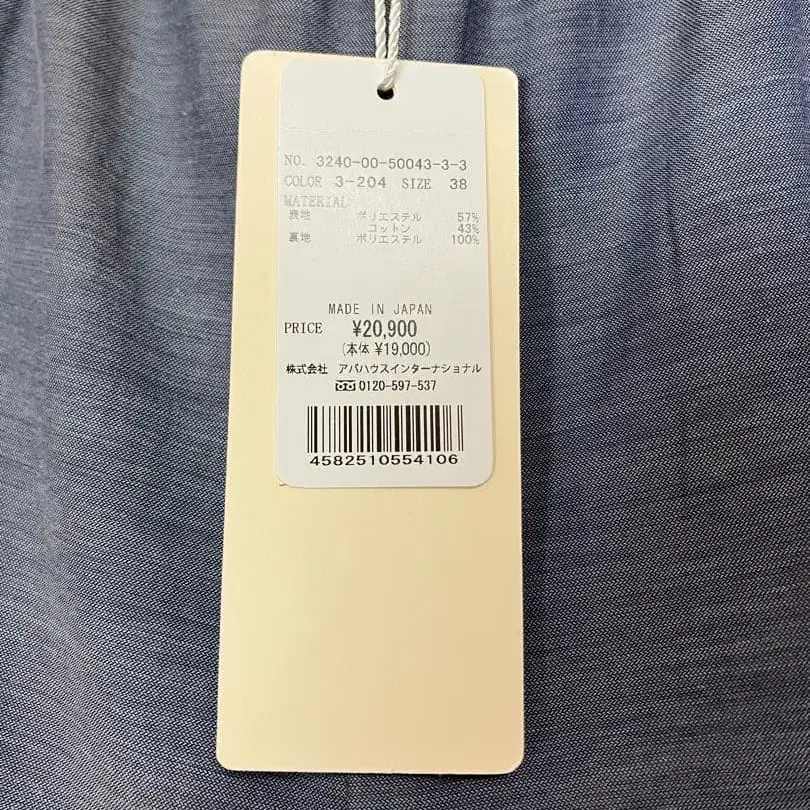 NO. 3240-00-50043-3-3
COLOR 3-204 SIZE 38
MATERIAL
表地 ポリエステル 57%
コットン 43%
裏地 ポリエステル 100%
MADE IN JAPAN
PRICE ¥20,900
(本体 ¥19,000)
株式会社 アバハウスインターナショナル
0120-597-537
4582510554106